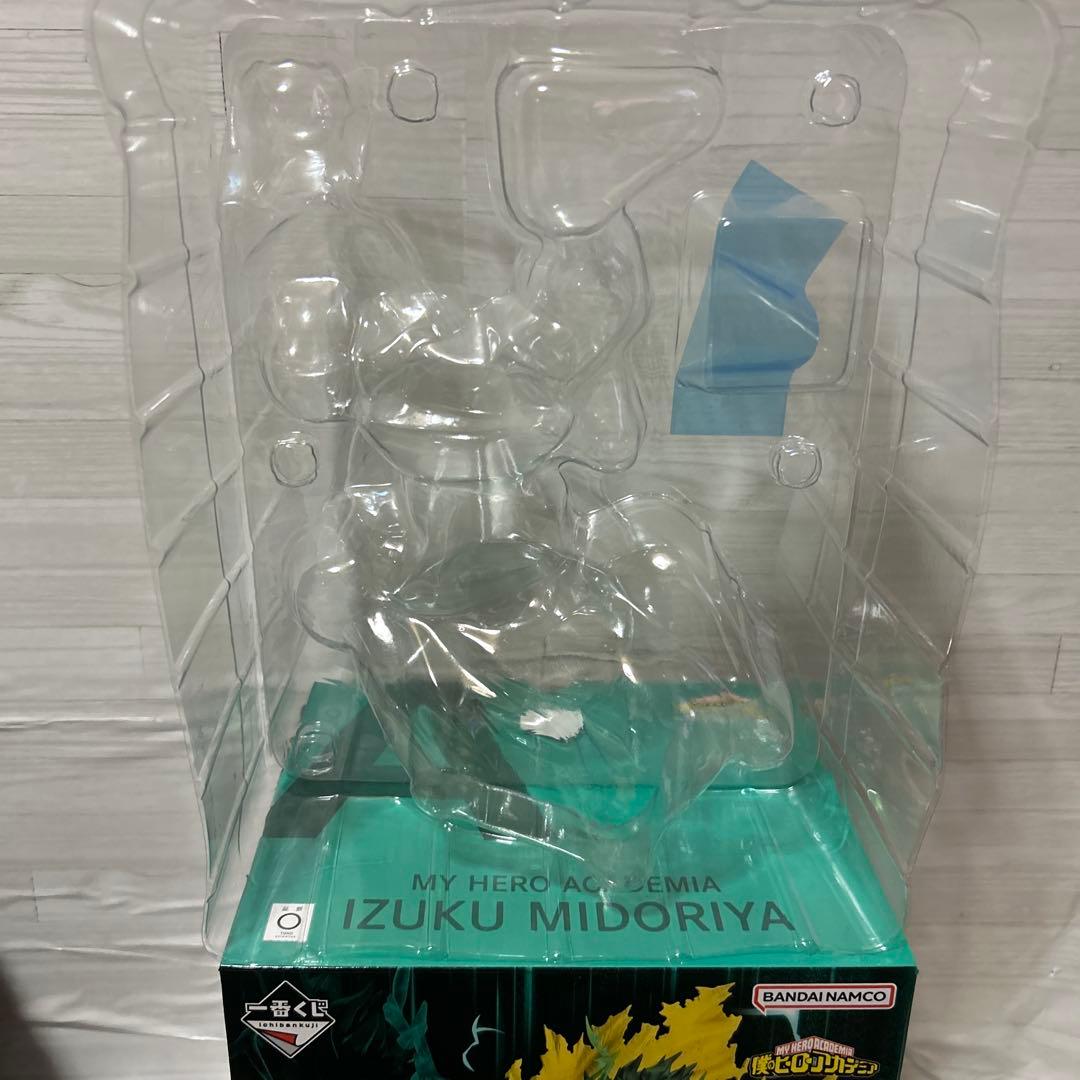 MY HERO ACADEMIA
IZUKU MIDORIYA
TOHO
一番くじ
ichibankuji
BANDAI NAMCO
MY HERO ACADEMIA
僕のヒーローアカデミア